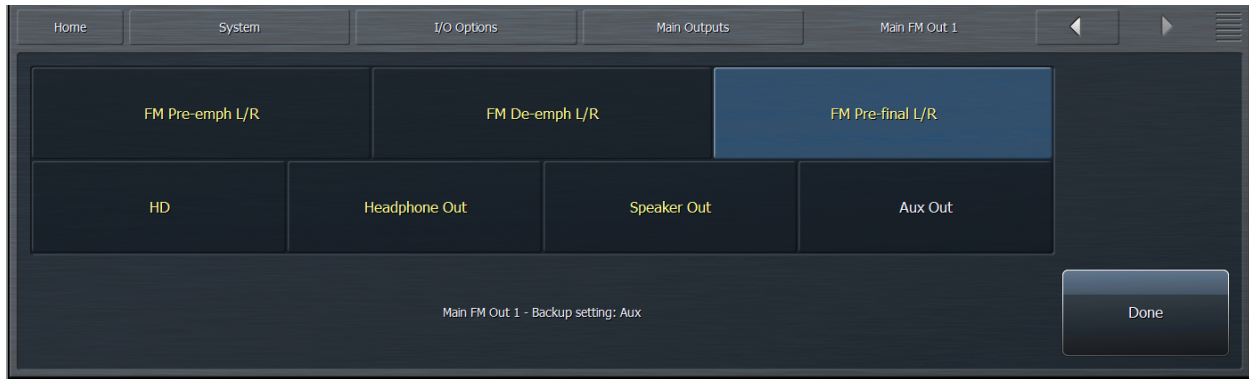 Home System I/O Options Main Outputs Main FM Out 1
FM Pre-emph L/R FM De-emph L/R FM Pre-final L/R
HD Headphone Out Speaker Out Aux Out
Main FM Out 1 - Backup setting: Aux
Done